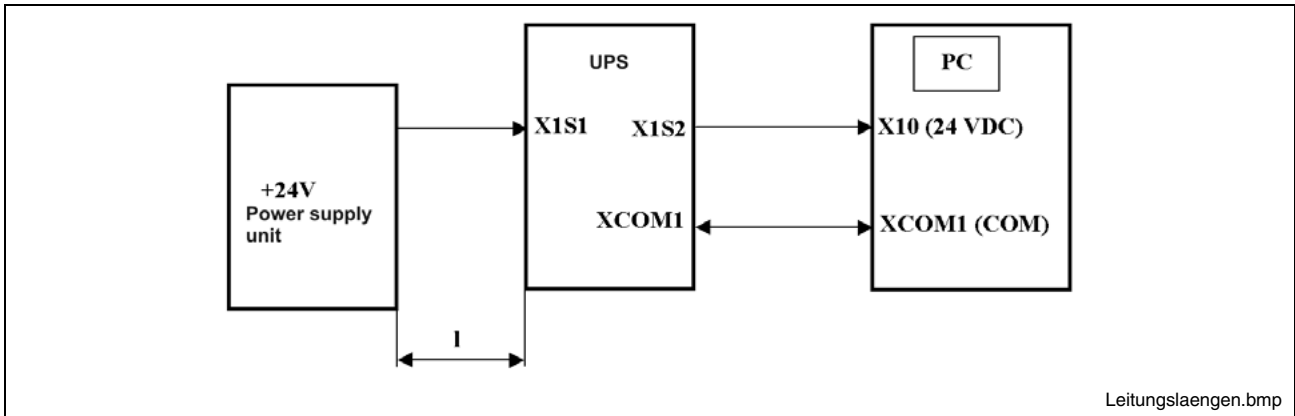 UPS
PC
X1S1
X1S2
X10 (24 VDC)
+24V
Power supply
unit
XCOM1
XCOM1 (COM)
l
Leitungslaengen.bmp